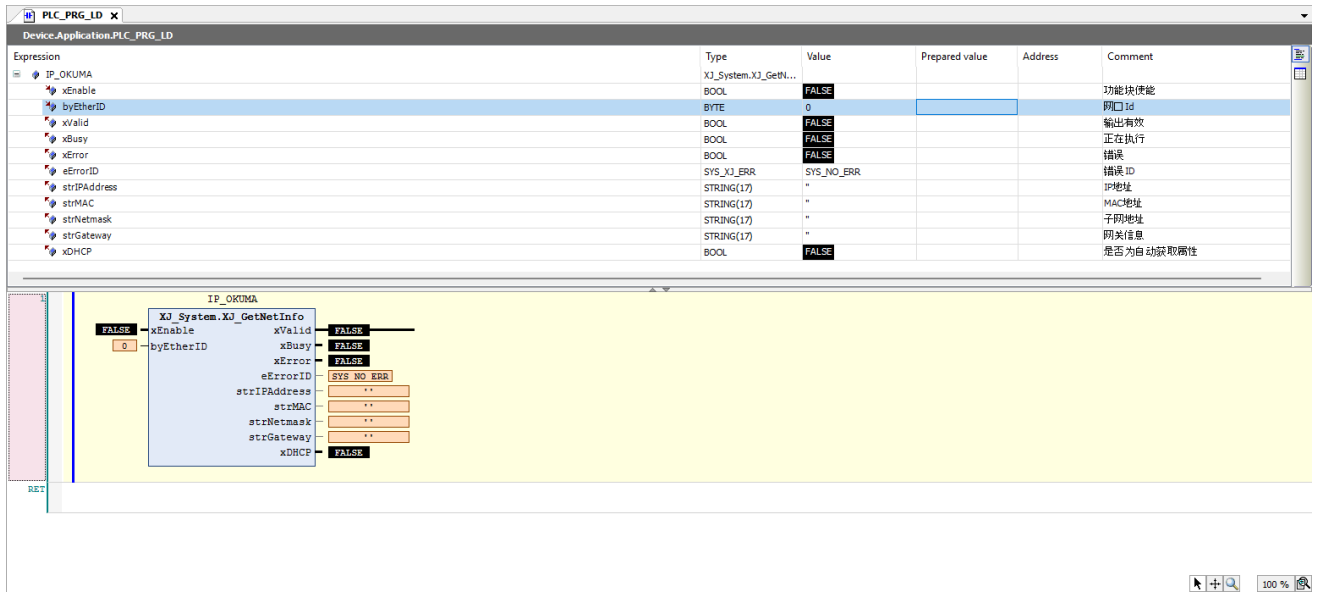 PLC_PRG_LD X
Device.Application.PLC_PRG_LD
Expression Type Value Prepared value Address Comment
IP_OKUMA XJ_System.XJ_GetN...
xEnable BOOL FALSE 功能块使能
byEtherID BYTE 0 网口 Id
xValid BOOL FALSE 输出有效
xBusy BOOL FALSE 正在执行
xError BOOL FALSE 错误
eErrorID SYS_XJ_ERR SYS_NO_ERR 错误 ID
strIPAddress STRING(17) '' IP地址
strMAC STRING(17) '' MAC地址
strNetmask STRING(17) '' 子网地址
strGateway STRING(17) '' 网关信息
xDHCP BOOL FALSE 是否为自动获取属性
1 IP_OKUMA
XJ_System.XJ_GetNetInfo
FALSE xEnable xValid FALSE
0 byEtherID xBusy FALSE
xError FALSE
eErrorID SYS_NO_ERR
strIPAddress ''
strMAC ''
strNetmask ''
strGateway ''
xDHCP FALSE
RET
100 %